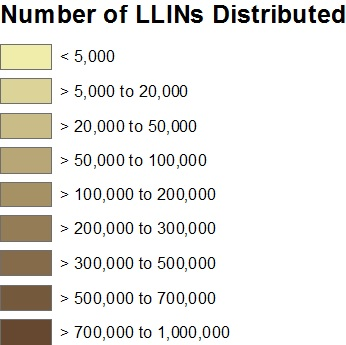 Number of LLINs Distributed
< 5,000
> 5,000 to 20,000
> 20,000 to 50,000
> 50,000 to 100,000
> 100,000 to 200,000
> 200,000 to 300,000
> 300,000 to 500,000
> 500,000 to 700,000
> 700,000 to 1,000,000